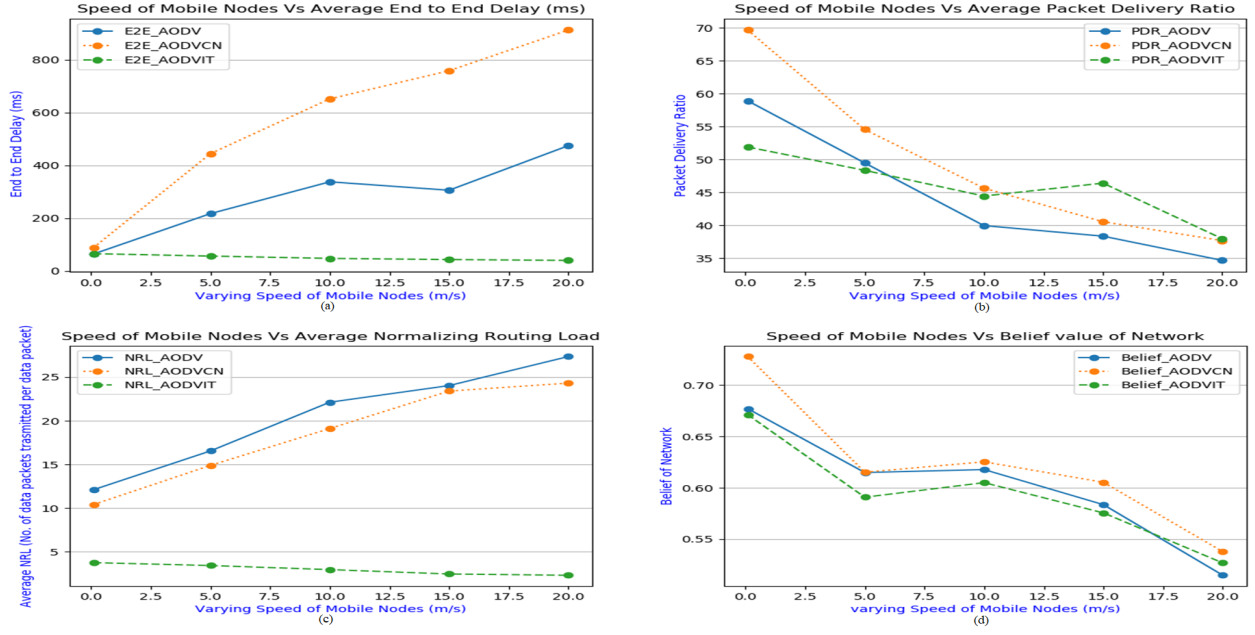 Speed of Mobile Nodes Vs Average End to End Delay (ms)
E2E_AODV
E2E_AODVCN
E2E_AODVIT
End to End Delay (ms)
800
600
400
200
0
0.0 2.5 5.0 7.5 10.0 12.5 15.0 17.5 20.0
Varying Speed of Mobile Nodes (m/s)
(a)
Speed of Mobile Nodes Vs Average Packet Delivery Ratio
PDR_AODV
PDR_AODVCN
PDR_AODVIT
Packet Delivery Ratio
70
65
60
55
50
45
40
35
0.0 2.5 5.0 7.5 10.0 12.5 15.0 17.5 20.0
Varying Speed of Mobile Nodes (m/s)
(b)
Speed of Mobile Nodes Vs Average Normalizing Routing Load
NRL_AODV
NRL_AODVCN
NRL_AODVIT
Average NRL (No. of data packets trasmitted per data packet)
25
20
15
10
5
0.0 2.5 5.0 7.5 10.0 12.5 15.0 17.5 20.0
Varying Speed of Mobile Nodes (m/s)
(c)
Speed of Mobile Nodes Vs Belief value of Network
Belief_AODV
Belief_AODVCN
Belief_AODVIT
Belief of Network
0.70
0.65
0.60
0.55
0.0 2.5 5.0 7.5 10.0 12.5 15.0 17.5 20.0
varying Speed of Mobile Nodes (m/s)
(d)